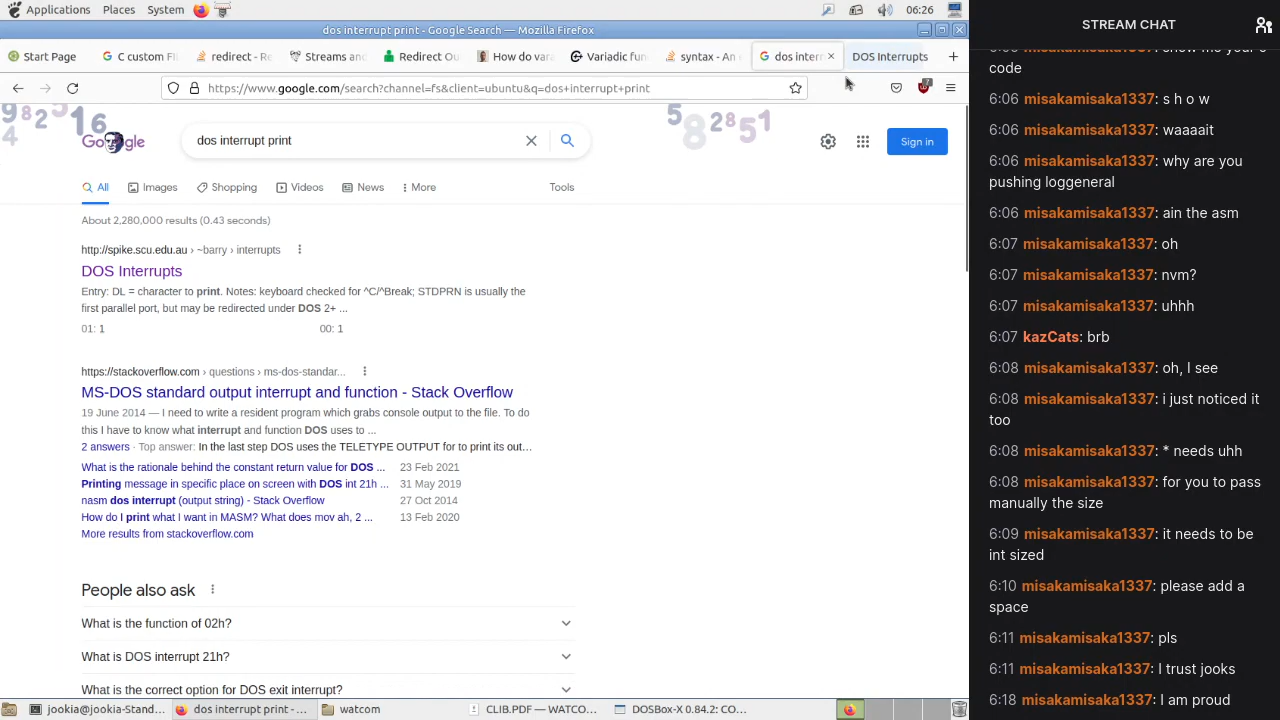 Applications Places System 06:26
dos interrupt print - Google Search — Mozilla Firefox
Start Page C custom FI redirect - Re Streams and Redirect Ou How do vara Variadic fun syntax - An dos interr DOS Interrupts
https://www.google.com/search?channel=fs&client=ubuntu&q=dos+interrupt+print 7
dos interrupt print
Sign in
All Images Shopping Videos News More Tools
About 2,280,000 results (0.43 seconds)
http://spike.scu.edu.au › ~barry › interrupts
DOS Interrupts
Entry: DL = character to print. Notes: keyboard checked for ^C/^Break; STDPRN is usually the
first parallel port, but may be redirected under DOS 2+ ...
01: 1 00: 1
https://stackoverflow.com › questions › ms-dos-standar...
MS-DOS standard output interrupt and function - Stack Overflow
19 June 2014 — I need to write a resident program which grabs console output to the file. To do
this I have to know what interrupt and function DOS uses to ...
2 answers · Top answer: In the last step DOS uses the TELETYPE OUTPUT for to print its out...
What is the rationale behind the constant return value for DOS ... 23 Feb 2021
Printing message in specific place on screen with DOS int 21h ... 31 May 2019
nasm dos interrupt (output string) - Stack Overflow 27 Oct 2014
How do I print what I want in MASM? What does mov ah, 2 ... 13 Feb 2020
More results from stackoverflow.com
People also ask
What is the function of 02h?
What is DOS interrupt 21h?
What is the correct option for DOS exit interrupt?
jookia@jookia-Stand... dos interrupt print - ... watcom CLIB.PDF — WATCO... DOSBox-X 0.84.2: CO...
STREAM CHAT
code
6:06 misakamisaka1337: s h o w
6:06 misakamisaka1337: waaaait
6:06 misakamisaka1337: why are you
pushing loggeneral
6:06 misakamisaka1337: ain the asm
6:07 misakamisaka1337: oh
6:07 misakamisaka1337: nvm?
6:07 misakamisaka1337: uhhh
6:07 kazCats: brb
6:08 misakamisaka1337: oh, I see
6:08 misakamisaka1337: i just noticed it
too
6:08 misakamisaka1337: * needs uhh
6:08 misakamisaka1337: for you to pass
manually the size
6:09 misakamisaka1337: it needs to be
int sized
6:10 misakamisaka1337: please add a
space
6:11 misakamisaka1337: pls
6:11 misakamisaka1337: I trust jooks
6:18 misakamisaka1337: I am proud